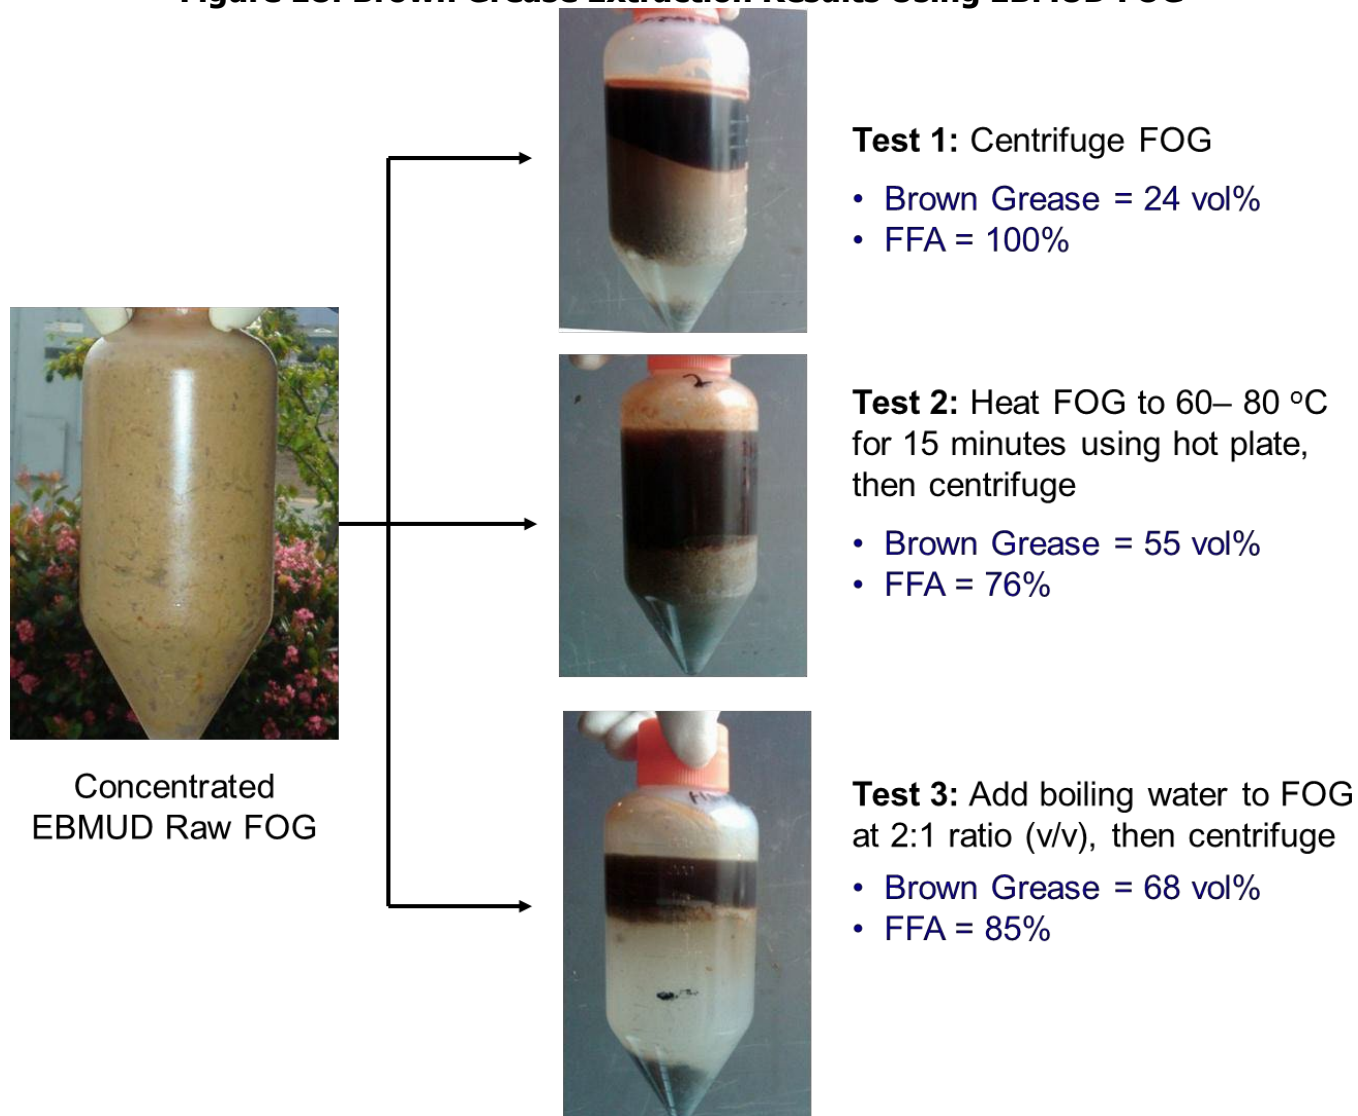 Test 1: Centrifuge FOG
• Brown Grease = 24 vol%
• FFA = 100%
Test 2: Heat FOG to 60– 80 ºC
for 15 minutes using hot plate,
then centrifuge
• Brown Grease = 55 vol%
• FFA = 76%
Concentrated
EBMUD Raw FOG
Test 3: Add boiling water to FOG
at 2:1 ratio (v/v), then centrifuge
• Brown Grease = 68 vol%
• FFA = 85%